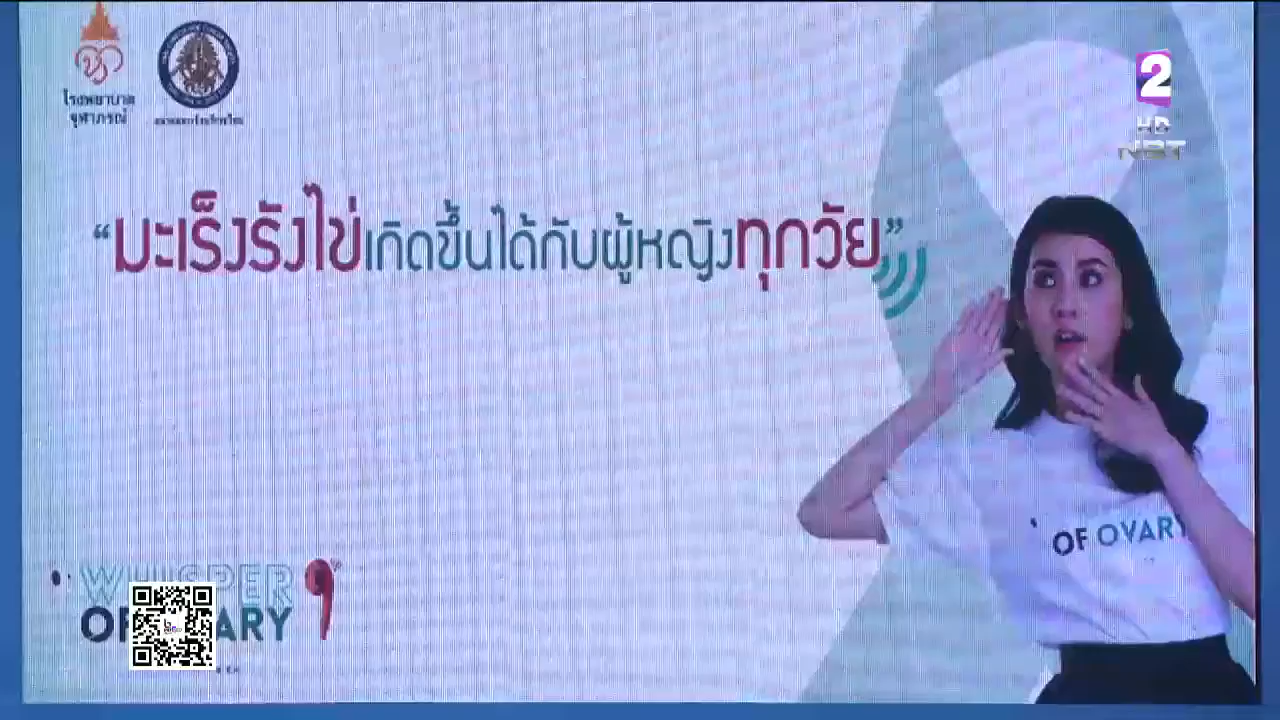 โรงพยาบาล
จุฬาภรณ์
2
HD
NBT
“มะเร็งรังไข่เกิดขึ้นได้กับผู้หญิงทุกวัย”
OF OVARY
WHISPER
OF OVARY